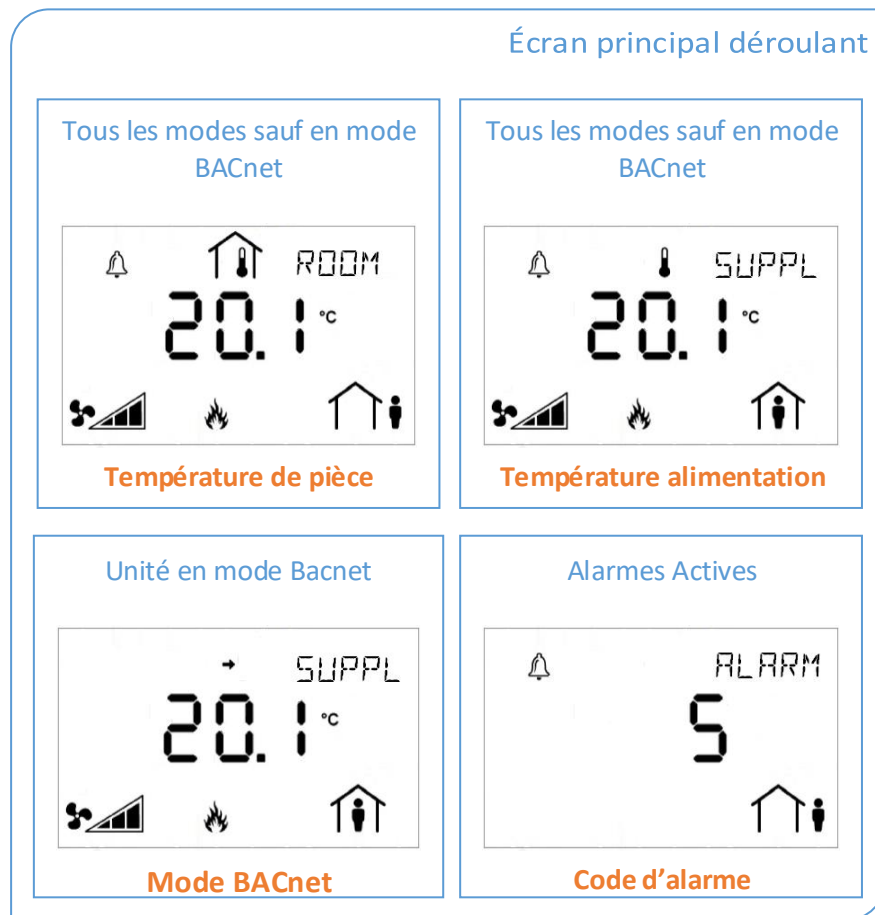 Écran principal déroulant
Tous les modes sauf en mode
BACnet
ROOM
20.1 °C
Température de pièce
Tous les modes sauf en mode
BACnet
SUPPL
20.1 °C
Température alimentation
Unité en mode Bacnet
SUPPL
20.1 °C
Mode BACnet
Alarmes Actives
ALARM
5
Code d’alarme